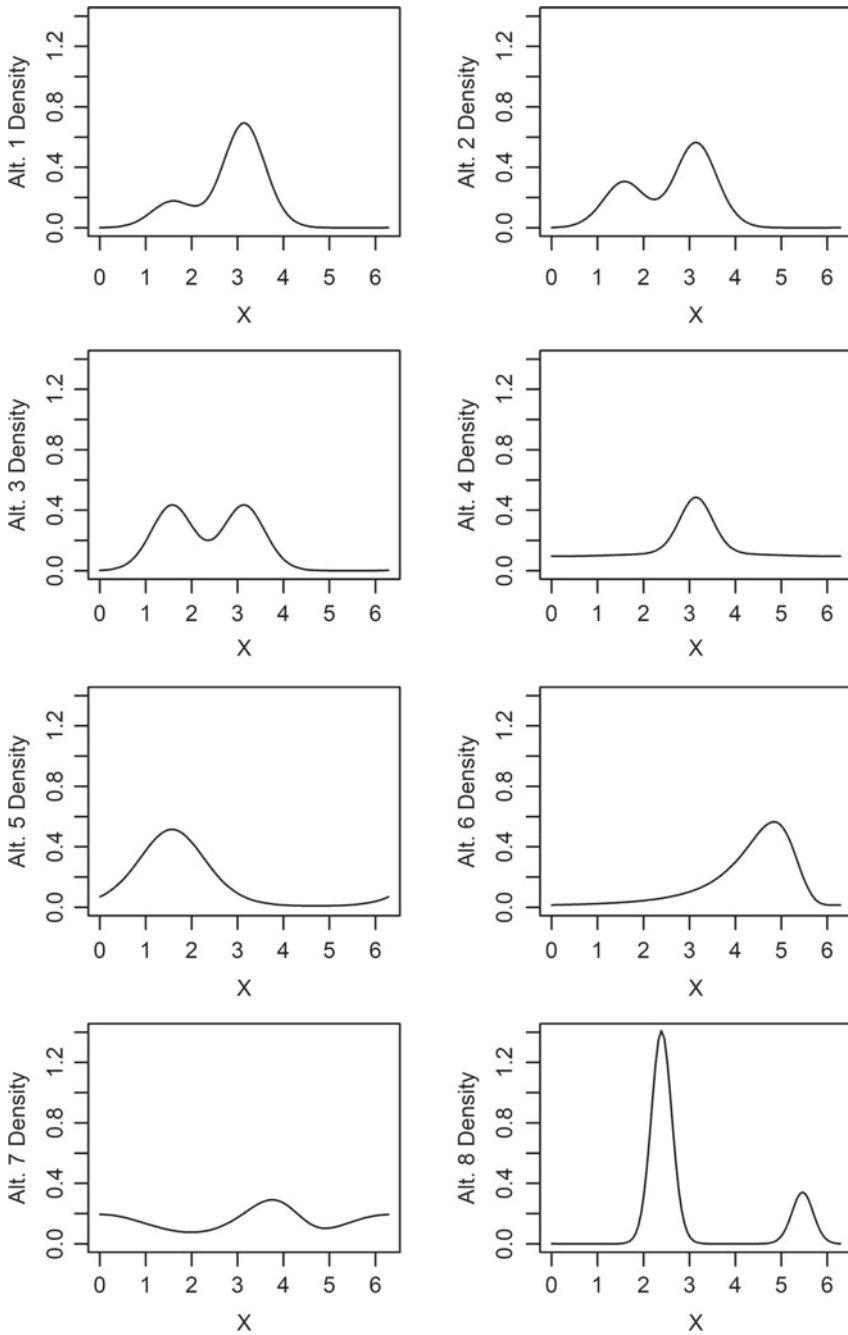 Alt. 1 Density
0.0 0.4 0.8 1.2
0 1 2 3 4 5 6
X
Alt. 2 Density
0.0 0.4 0.8 1.2
0 1 2 3 4 5 6
X
Alt. 3 Density
0.0 0.4 0.8 1.2
0 1 2 3 4 5 6
X
Alt. 4 Density
0.0 0.4 0.8 1.2
0 1 2 3 4 5 6
X
Alt. 5 Density
0.0 0.4 0.8 1.2
0 1 2 3 4 5 6
X
Alt. 6 Density
0.0 0.4 0.8 1.2
0 1 2 3 4 5 6
X
Alt. 7 Density
0.0 0.4 0.8 1.2
0 1 2 3 4 5 6
X
Alt. 8 Density
0.0 0.4 0.8 1.2
0 1 2 3 4 5 6
X